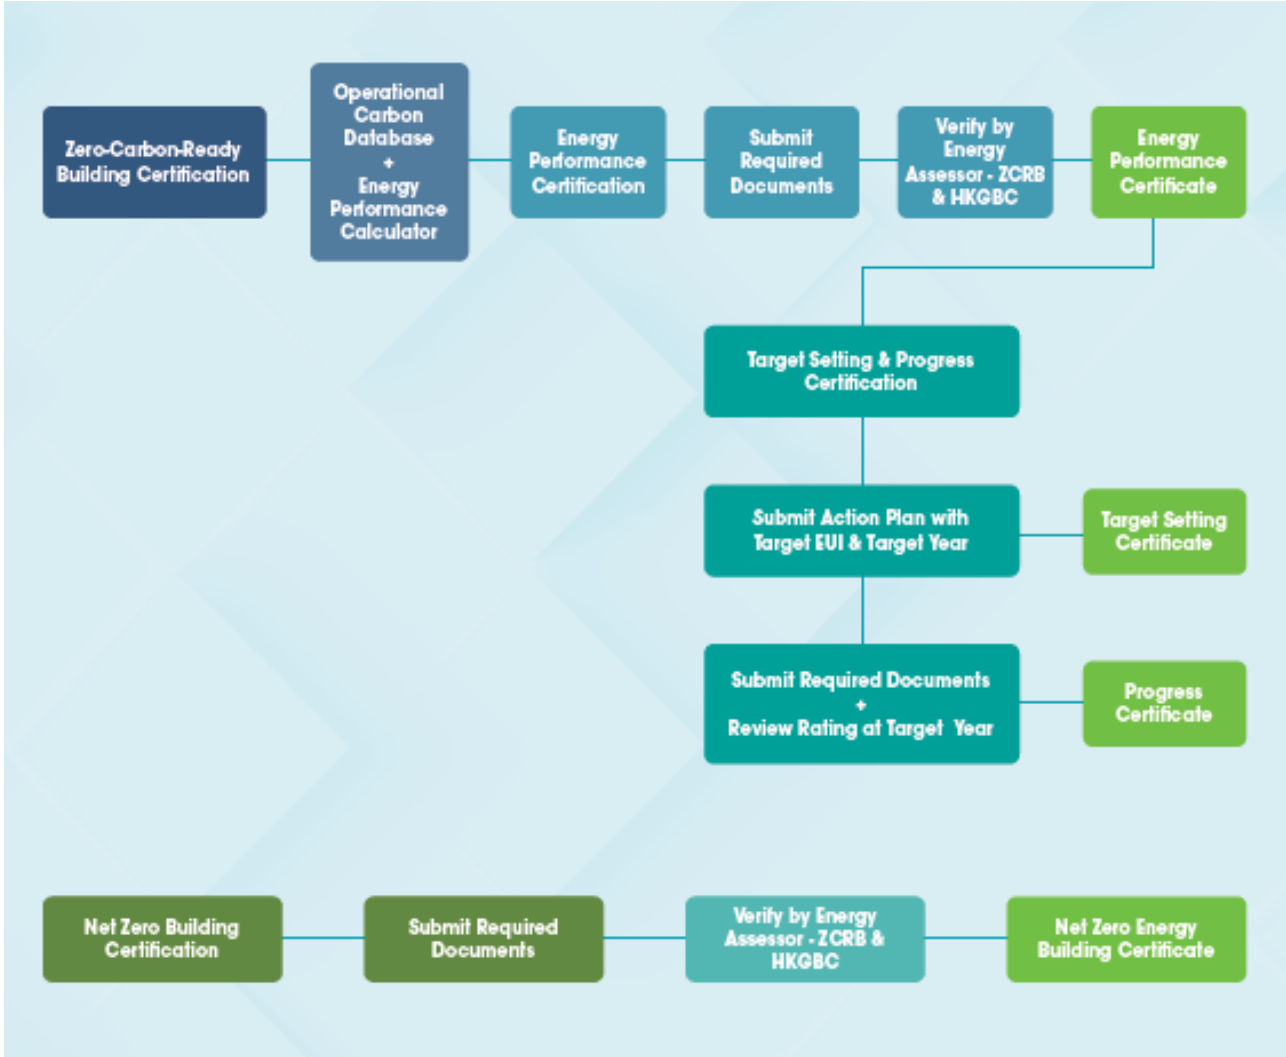 Zero-Carbon-Ready
Building Certification
Operational
Carbon
Database
+
Energy
Performance
Calculator
Energy
Performance
Certification
Submit
Required
Documents
Verify by
Energy
Assessor - ZCRB
& HKGBC
Energy
Performance
Certificate
Target Setting & Progress
Certification
Submit Action Plan with
Target EUI & Target Year
Target Setting
Certificate
Submit Required Documents
+
Review Rating at Target Year
Progress
Certificate
Net Zero Building
Certification
Submit Required
Documents
Verify by Energy
Assessor - ZCRB &
HKGBC
Net Zero Energy
Building Certificate